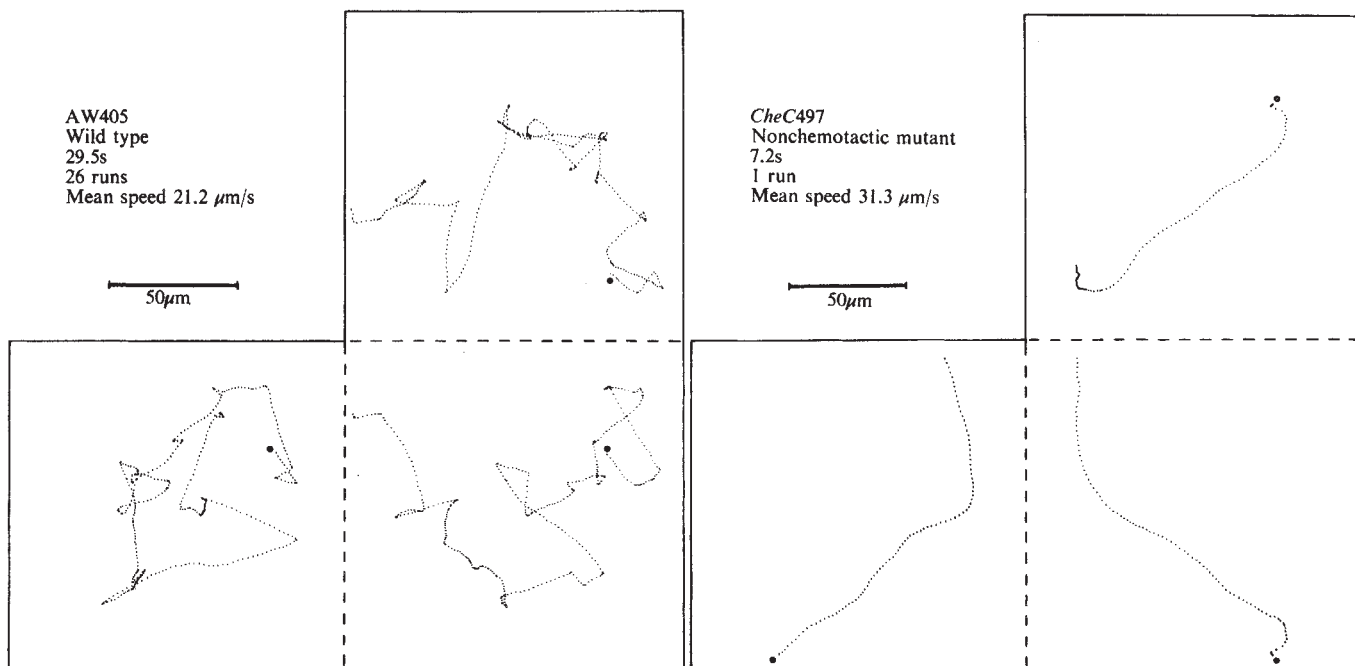 AW405
Wild type
29.5s
26 runs
Mean speed 21.2 μm/s
50μm
CheC497
Nonchemotactic mutant
7.2s
1 run
Mean speed 31.3 μm/s
50μm